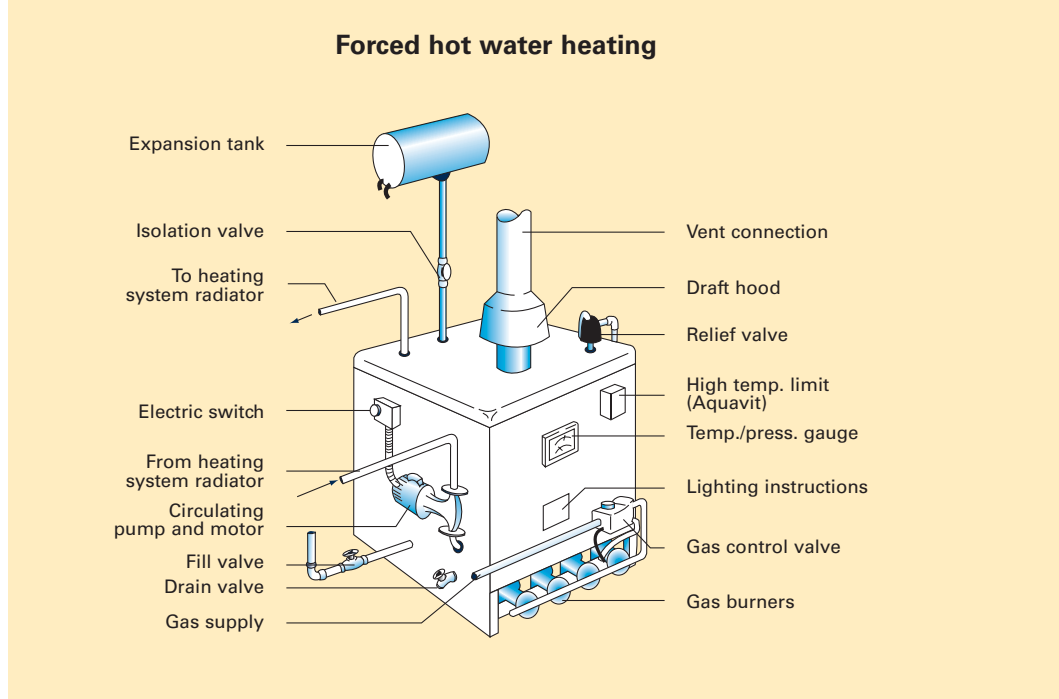 Forced hot water heating
Expansion tank
Isolation valve
To heating
system radiator
Electric switch
From heating
system radiator
Circulating
pump and motor
Fill valve
Drain valve
Gas supply
Vent connection
Draft hood
Relief valve
High temp. limit
(Aquavit)
Temp./press. gauge
Lighting instructions
Gas control valve
Gas burners